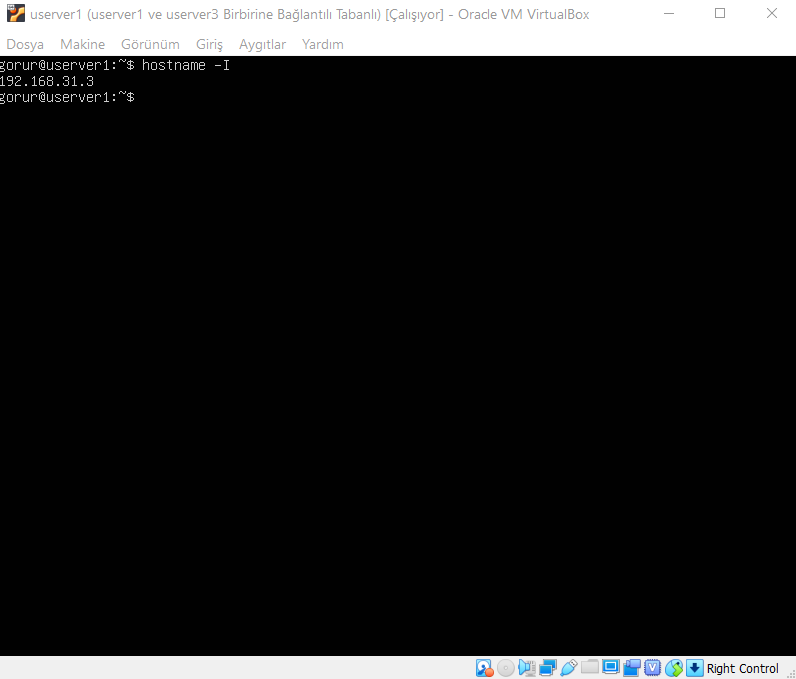 userver1 (userver1 ve userver3 Birbirine Bağlantılı Tabanlı) [Çalışıyor] - Oracle VM VirtualBox
Dosya Makine Görünüm Giriş Aygıtlar Yardım
gorur@userver1:~$ hostname -I
192.168.31.3
gorur@userver1:~$
Right Control